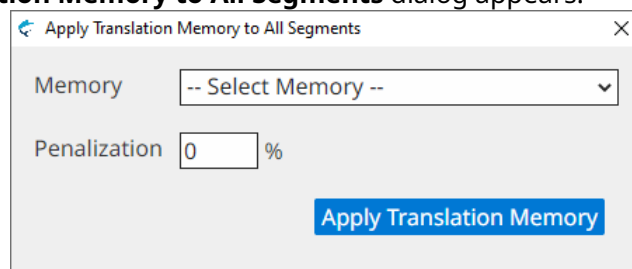 ion Memory to All Segments dialog appears.
Apply Translation Memory to All Segments
Memory -- Select Memory --
Penalization 0 %
Apply Translation Memory